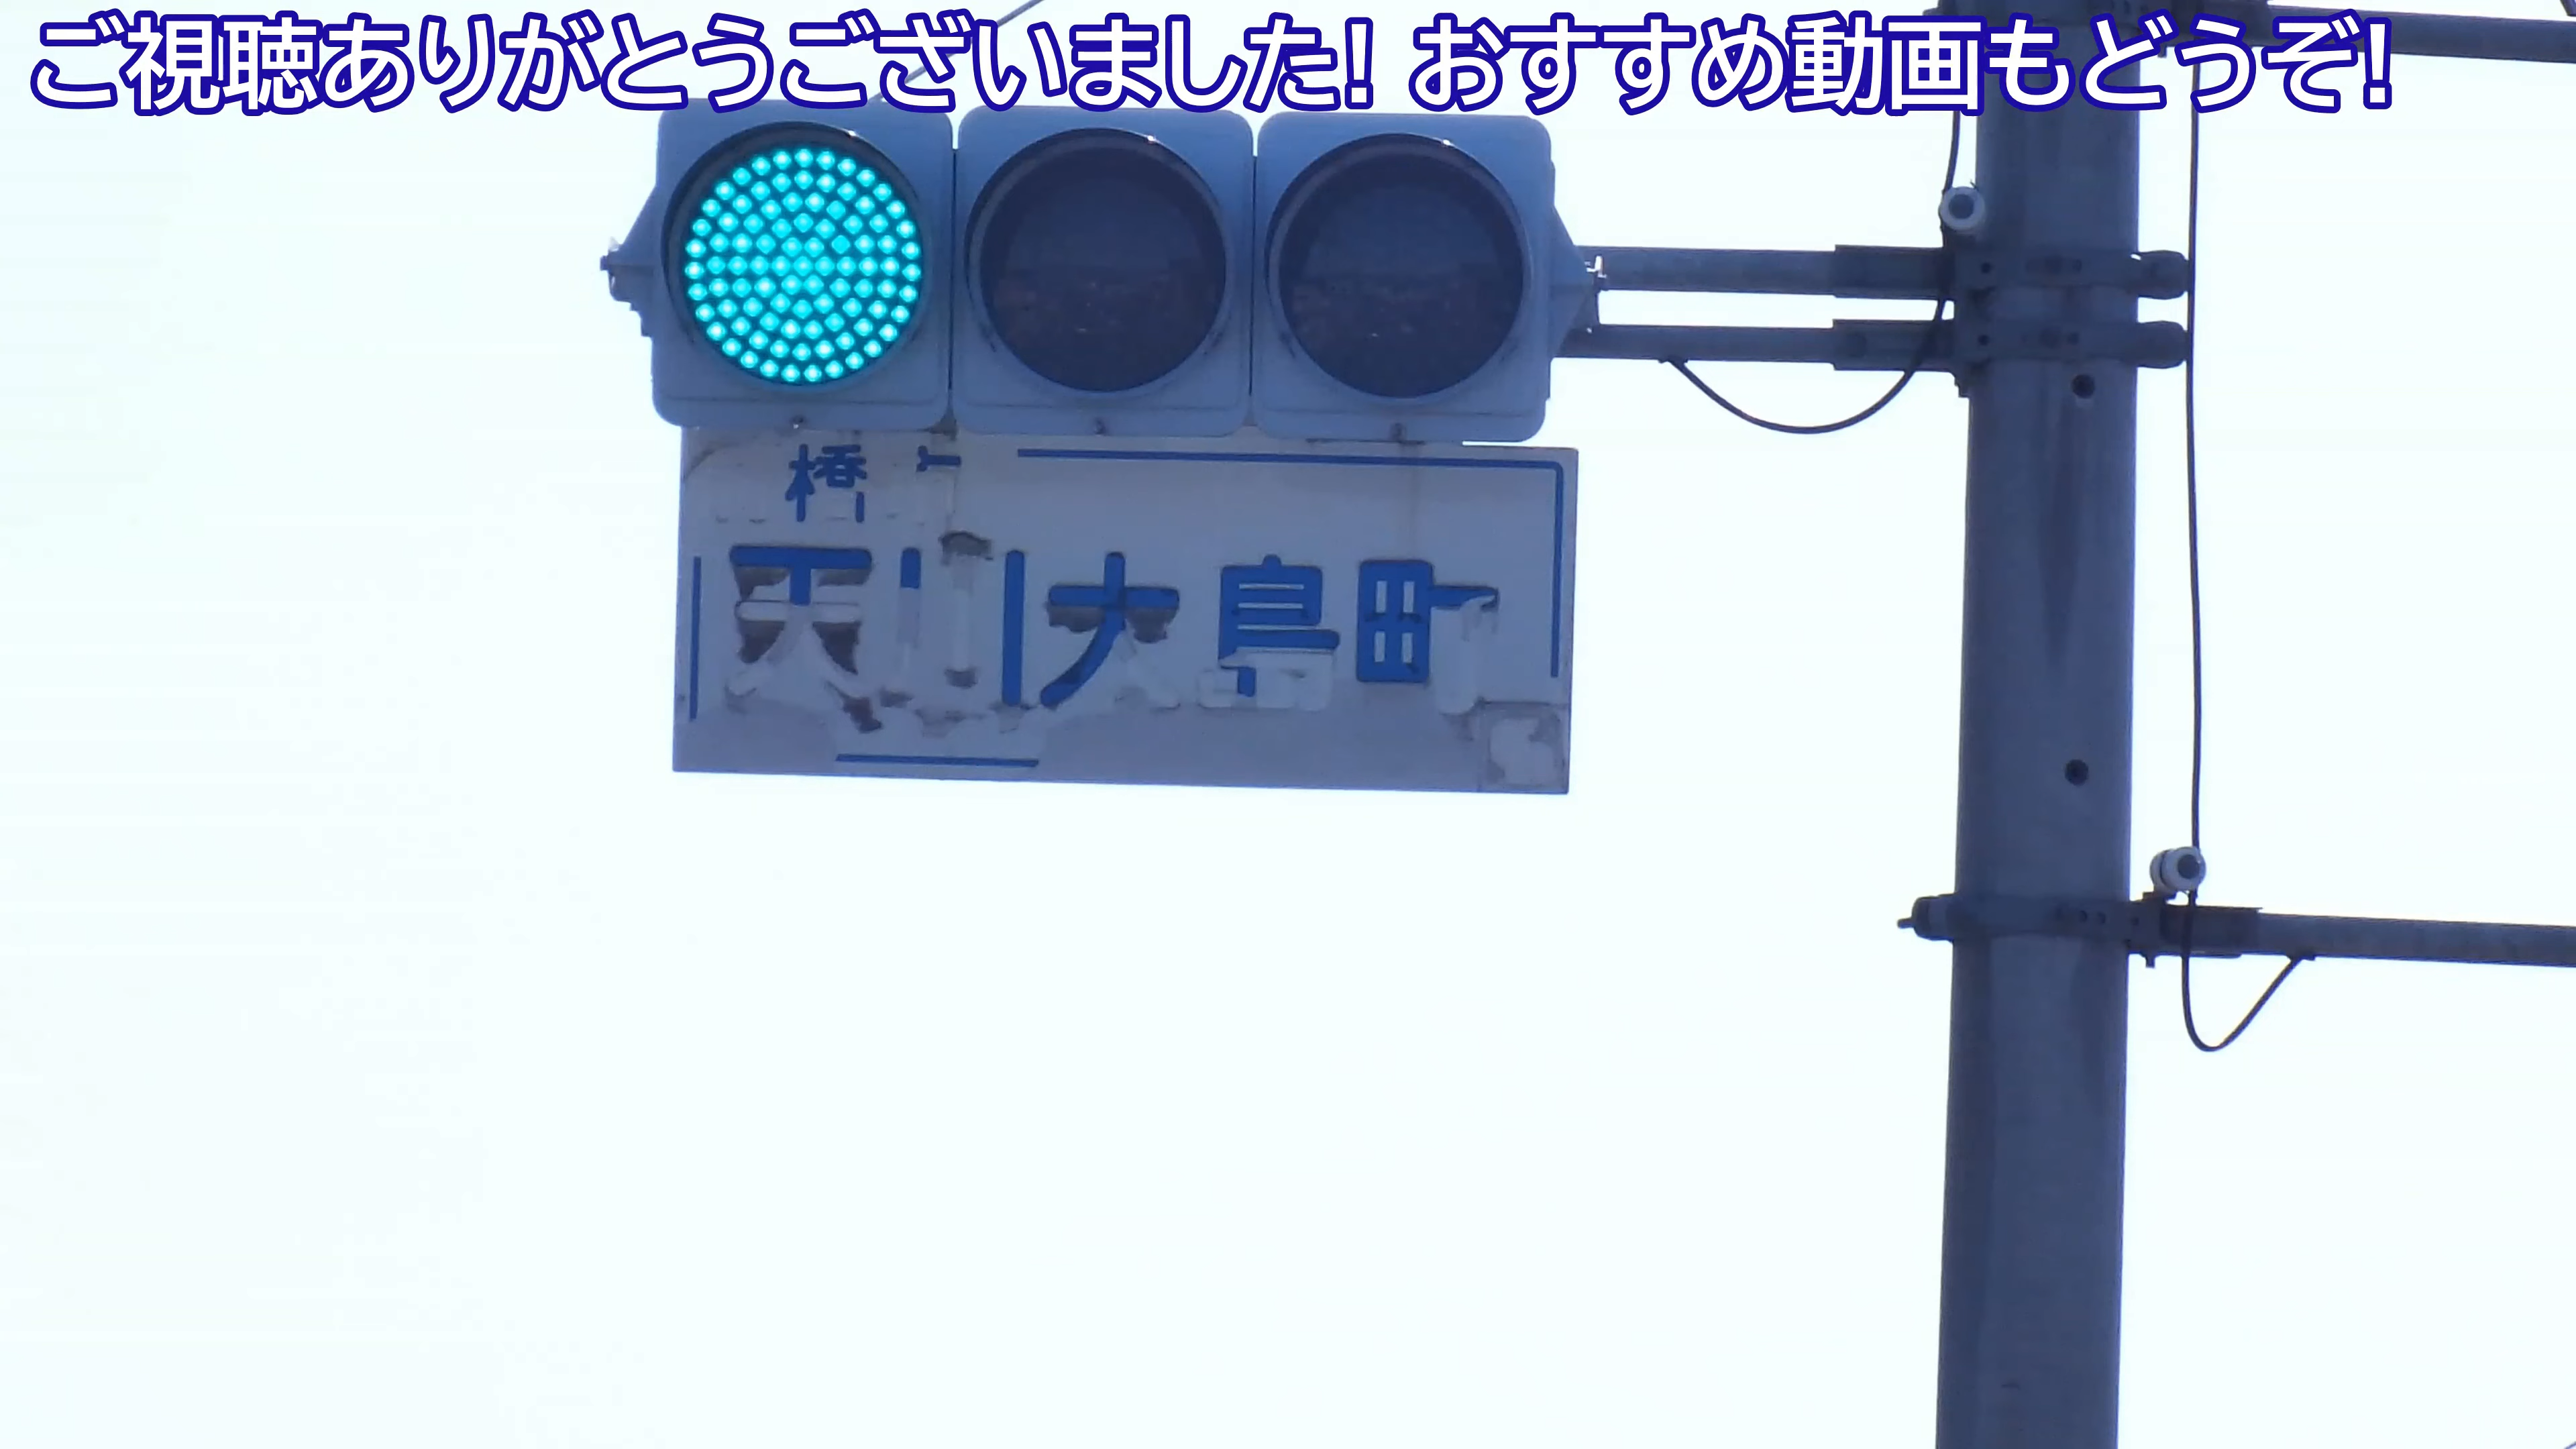 ご視聴ありがとうございました! おすすめ動画もどうぞ!
橋
天川大島町